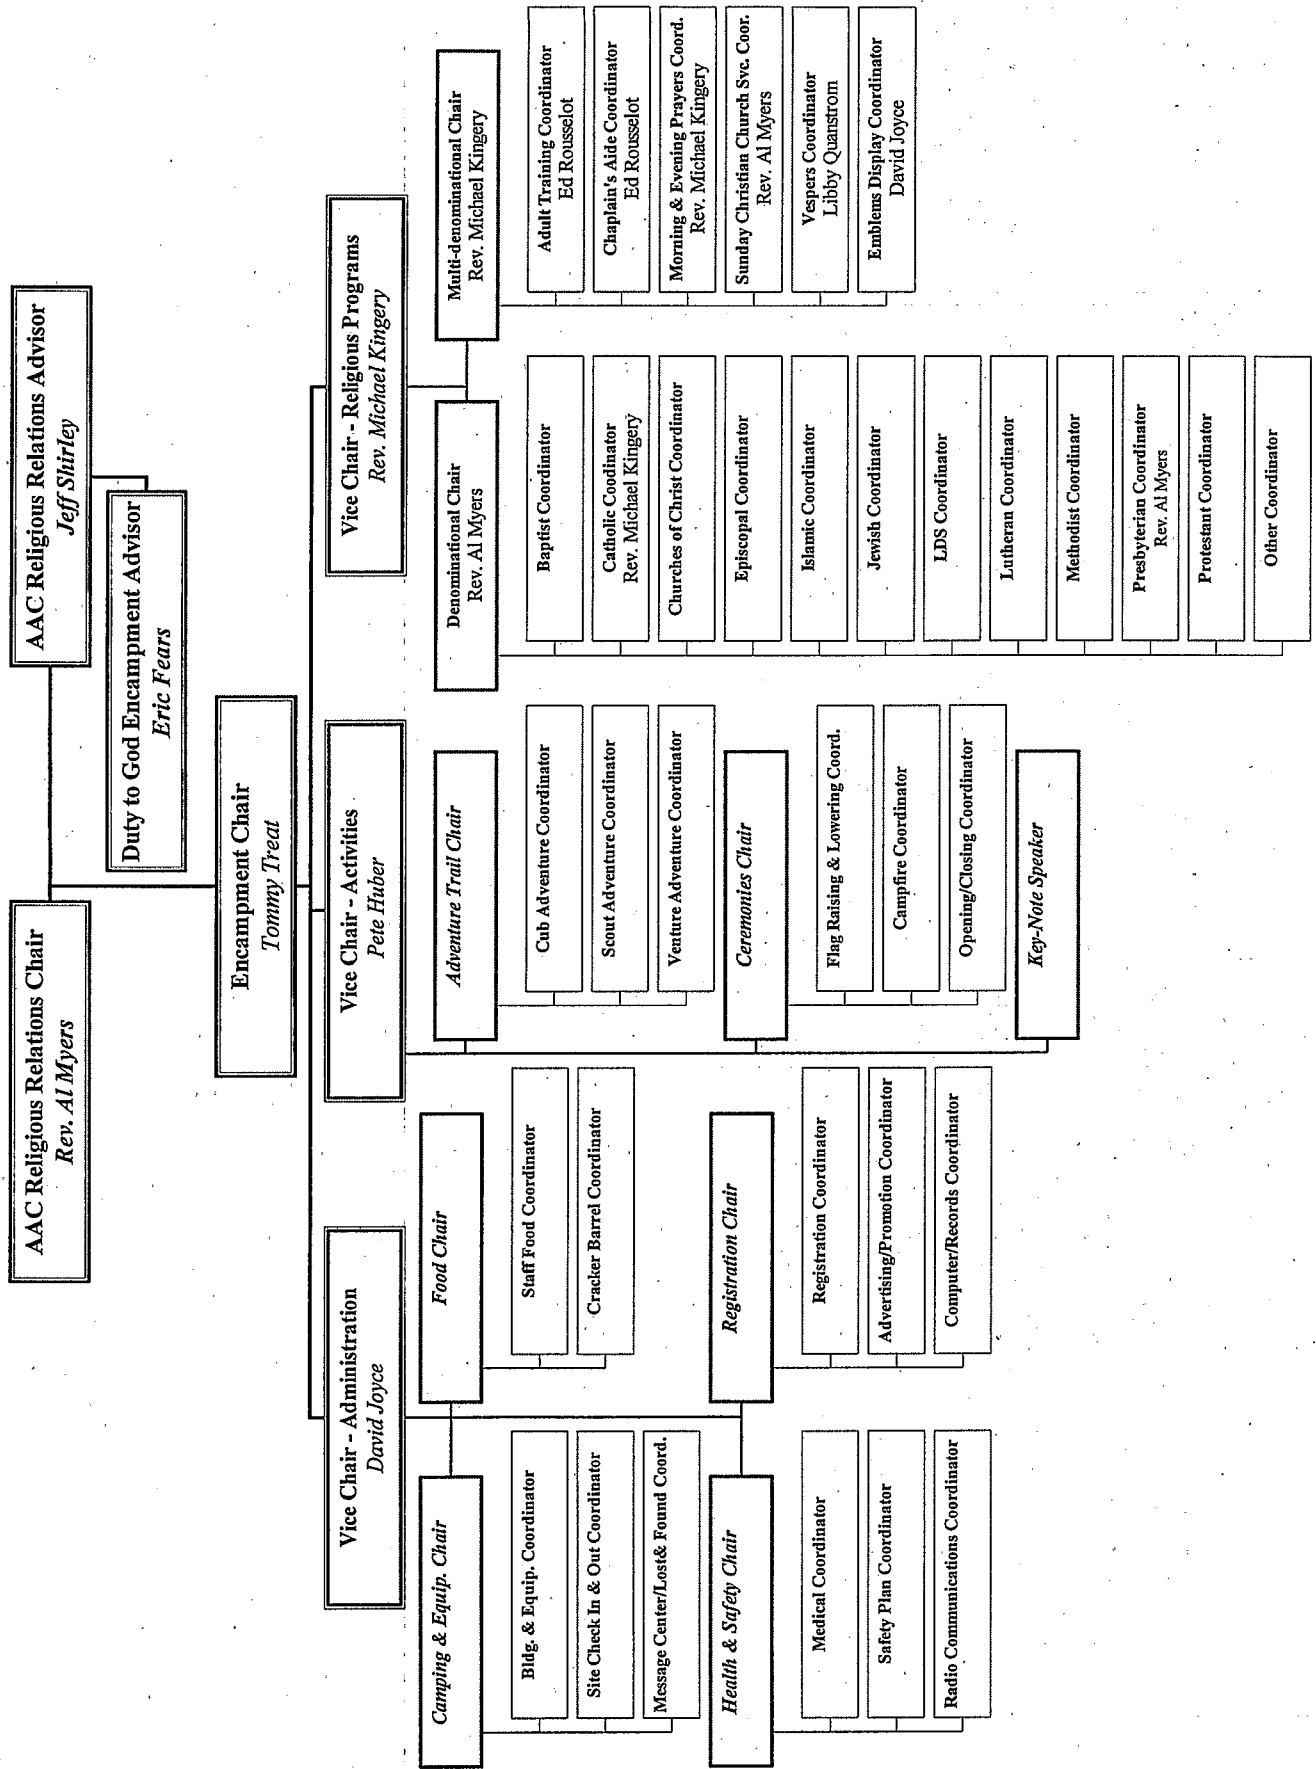 AAC Religious Relations Chair
Rev. Al Myers
AAC Religious Relations Advisor
Jeff Shirley
Duty to God Encampment Advisor
Eric Fears
Encampment Chair
Tommy Treat
Vice Chair - Administration
David Joyce
Camping & Equip. Chair
Bldg. & Equip. Coordinator
Site Check In & Out Coordinator
Message Center/Lost& Found Coord.
Food Chair
Staff Food Coordinator
Cracker Barrel Coordinator
Health & Safety Chair
Medical Coordinator
Safety Plan Coordinator
Radio Communications Coordinator
Registration Chair
Registration Coordinator
Advertising/Promotion Coordinator
Computer/Records Coordinator
Vice Chair - Activities
Pete Huber
Adventure Trail Chair
Cub Adventure Coordinator
Scout Adventure Coordinator
Venture Adventure Coordinator
Ceremonies Chair
Flag Raising & Lowering Coord.
Campfire Coordinator
Opening/Closing Coordinator
Key-Note Speaker
Vice Chair - Religious Programs
Rev. Michael Kingery
Denominational Chair
Rev. Al Myers
Baptist Coordinator
Catholic Coodinator
Rev. Michael Kingery
Churches of Christ Coordinator
Episcopal Coordinator
Islamic Coordinator
Jewish Coordinator
LDS Coordinator
Lutheran Coordinator
Methodist Coordinator
Presbyterian Coordinator
Rev. Al Myers
Protestant Coordinator
Other Coordinator
Multi-denominational Chair
Rev. Michael Kingery
Adult Training Coordinator
Ed Rousselot
Chaplain's Aide Coordinator
Ed Rousselot
Morning & Evening Prayers Coord.
Rev. Michael Kingery
Sunday Christian Church Svc. Coor.
Rev. Al Myers
Vespers Coordinator
Libby Quanstrom
Emblems Display Coordinator
David Joyce